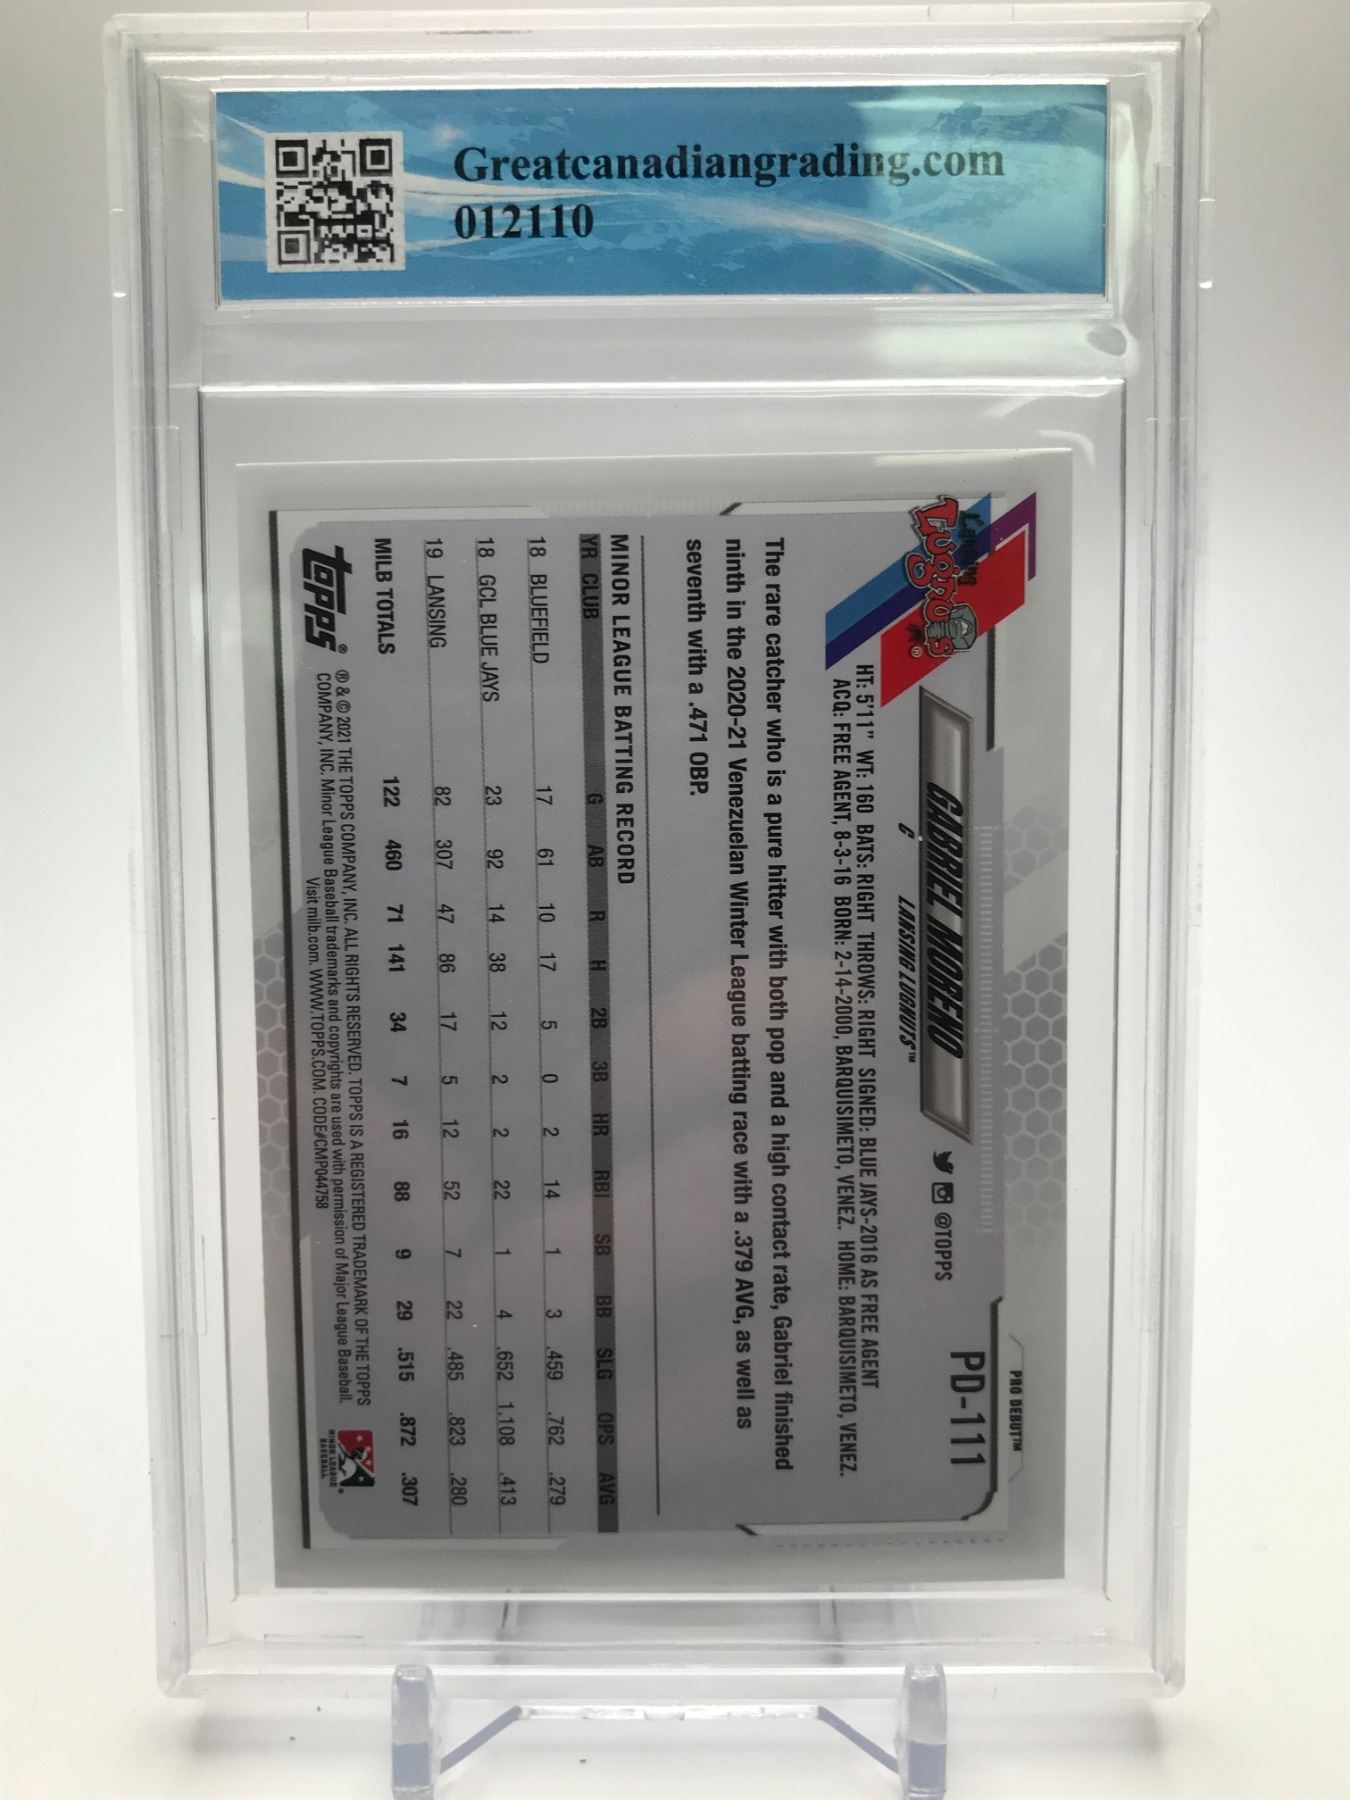 Greatcanadiangrading.com
012110
PRO DEBUT™
PD-111
Lansing
Lugnuts®
GABRIEL MORENO
@TOPPS
C LANSING LUGNUTS™
HT: 5'11" WT: 160 BATS: RIGHT THROWS: RIGHT SIGNED: BLUE JAYS-2016 AS FREE AGENT
ACQ: FREE AGENT, 8-3-16 BORN: 2-14-2000, BARQUISIMETO, VENEZ. HOME: BARQUISIMETO, VENEZ.
The rare catcher who is a pure hitter with both pop and a high contact rate, Gabriel finished
ninth in the 2020-21 Venezuelan Winter League batting race with a .379 AVG, as well as
seventh with a .471 OBP.
MINOR LEAGUE BATTING RECORD
YR CLUB G AB R H 2B 3B HR RBI SB BB SLG OPS AVG
18 BLUEFIELD 17 61 10 17 5 0 2 14 1 3 .459 .762 .279
18 GCL BLUE JAYS 23 92 14 38 12 2 2 22 1 4 .652 1.108 .413
19 LANSING 82 307 47 86 17 5 12 52 7 22 .485 .823 .280
MILB TOTALS 122 460 71 141 34 7 16 88 9 29 .515 .872 .307
topps®
® & © 2021 THE TOPPS COMPANY, INC. ALL RIGHTS RESERVED. TOPPS IS A REGISTERED TRADEMARK OF THE TOPPS
COMPANY, INC. Minor League Baseball trademarks and copyrights are used with permission of Major League Baseball.
Visit milb.com. WWW.TOPPS.COM. CODE#CMP044758
MINOR LEAGUE
BASEBALL